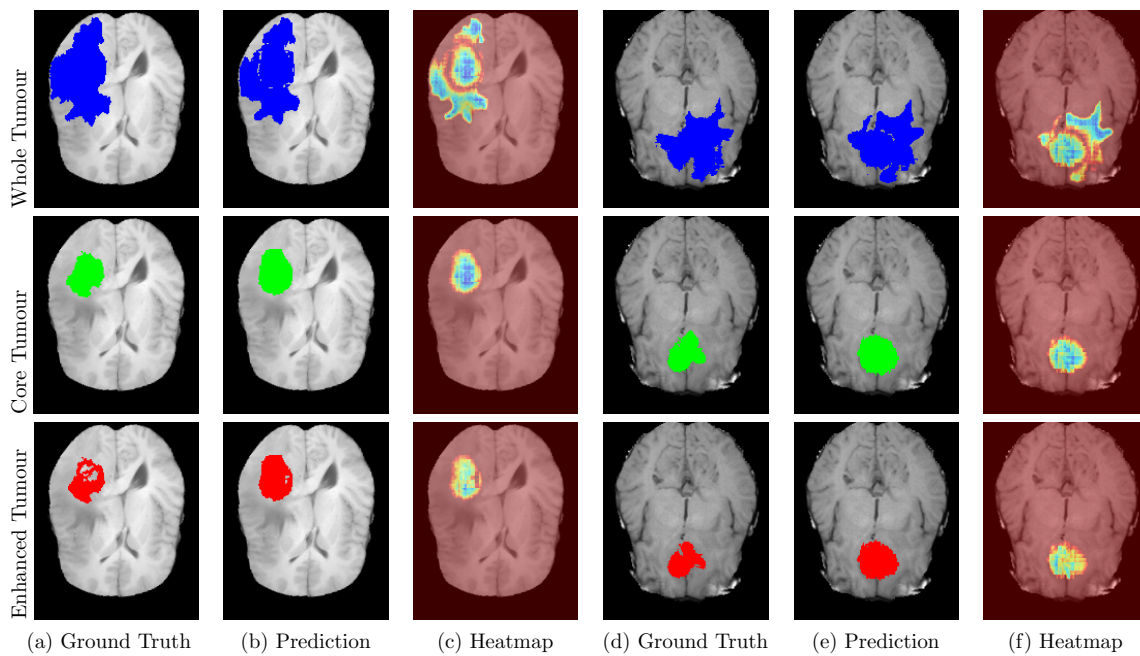 Whole Tumour
Core Tumour
Enhanced Tumour
(a) Ground Truth
(b) Prediction
(c) Heatmap
(d) Ground Truth
(e) Prediction
(f) Heatmap